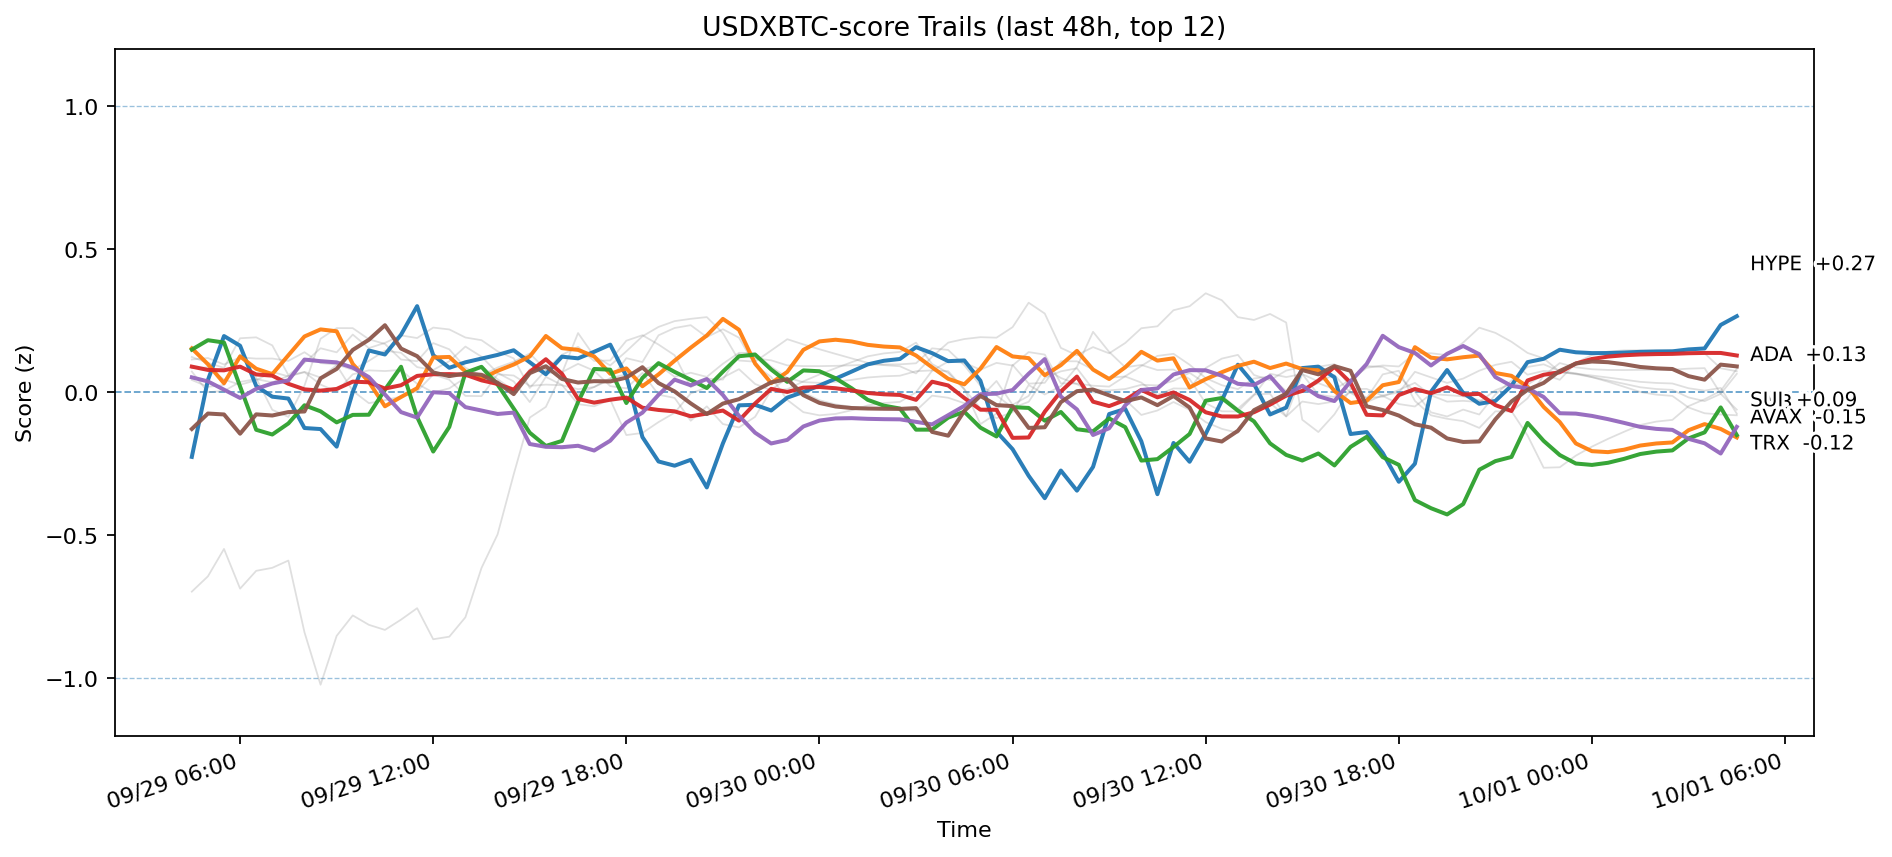 USDXBTC-score Trails (last 48h, top 12)
Score (z)
1.0
0.5
0.0
−0.5
−1.0
HYPE +0.27
ADA +0.13
+0.09
AVAX -0.15
TRX -0.12
09/29 06:00
09/29 12:00
09/29 18:00
09/30 00:00
09/30 06:00
09/30 12:00
09/30 18:00
10/01 00:00
10/01 06:00
Time